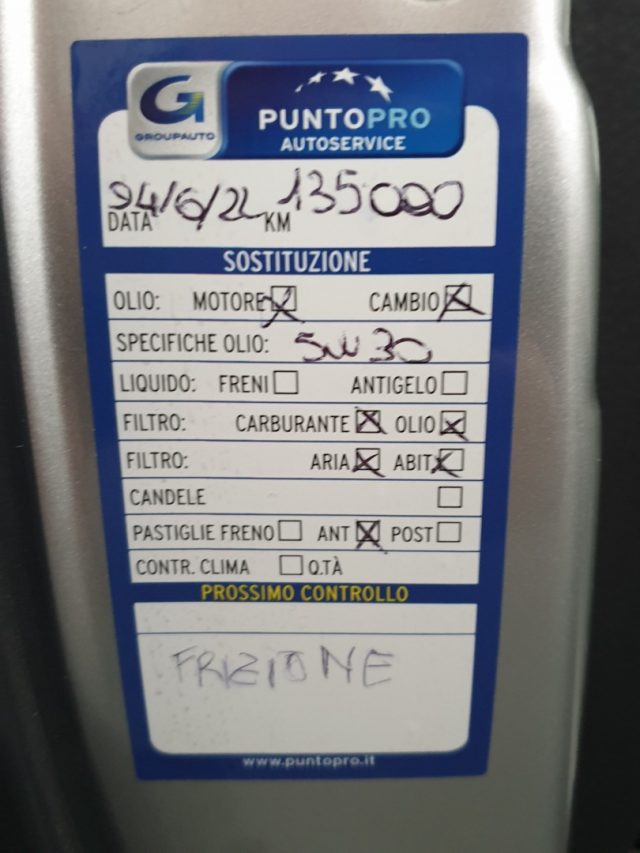 G
GROUPAUTO
PUNTOPRO
AUTOSERVICE
24/6/22 135000
DATA KM
SOSTITUZIONE
OLIO: MOTORE CAMBIO
SPECIFICHE OLIO: 5W30
LIQUIDO: FRENI ANTIGELO
FILTRO: CARBURANTE OLIO
FILTRO: ARIA ABIT.
CANDELE
PASTIGLIE FRENO ANT POST
CONTR. CLIMA Q.TÀ
PROSSIMO CONTROLLO
FRIZIONE
www.puntopro.it